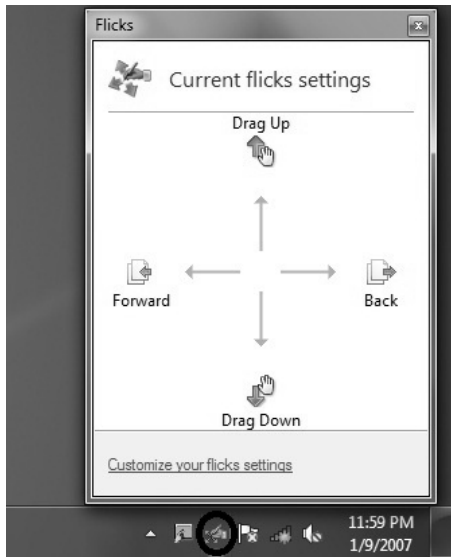 Flicks
Current flicks settings
Drag Up
Forward
Back
Drag Down
Customize your flicks settings
11:59 PM
1/9/2007